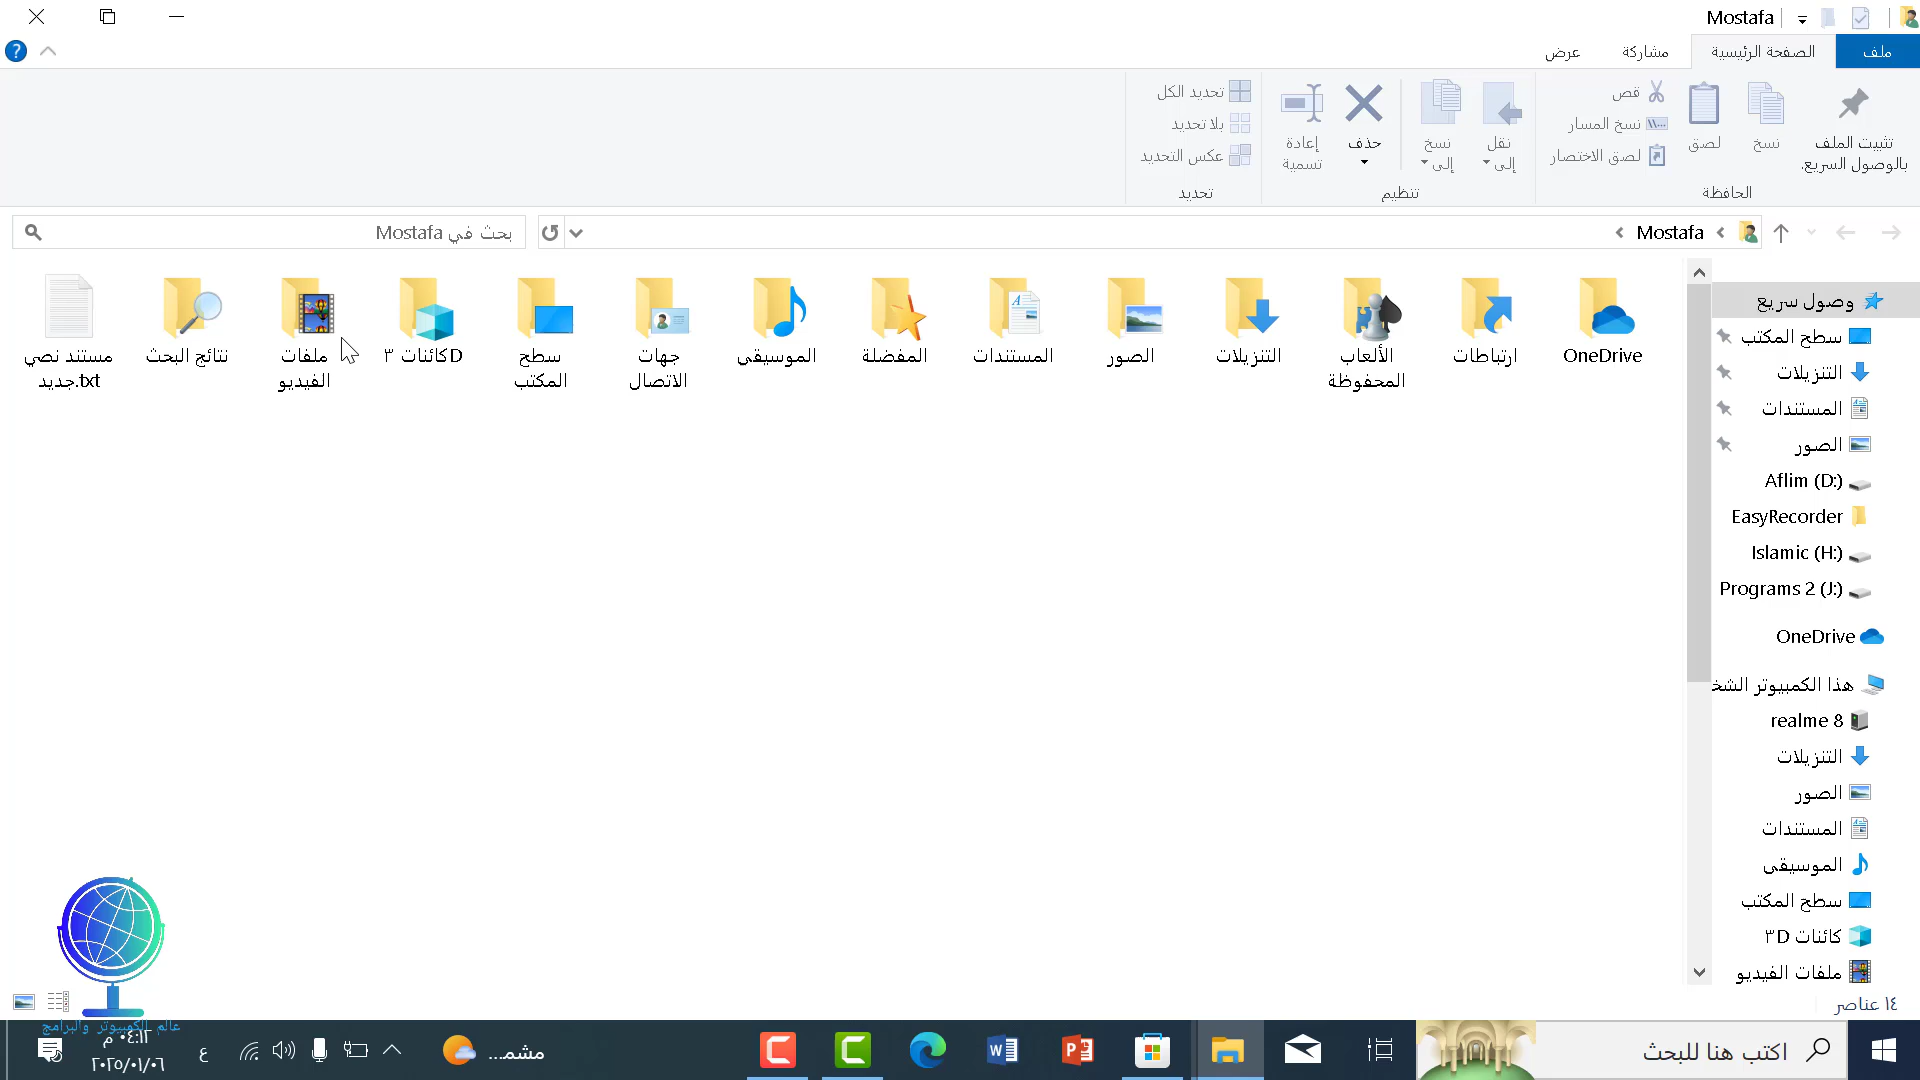 Mostafa
ملف
الصفحة الرئيسية
مشاركة
عرض
تثبيت الملف
بالوصول السريع.
نسخ
لصق
قص
نسخ المسار
لصق الاختصار
الحافظة
نقل
إلى
نسخ
إلى
حذف
إعادة
تسمية
تنظيم
تحديد الكل
بلا تحديد
عكس التحديد
تحديد
Mostafa
بحث في Mostafa
وصول سريع
سطح المكتب
التنزيلات
المستندات
الصور
Aflim (D:)
EasyRecorder
Islamic (H:)
Programs 2 (J:)
OneDrive
هذا الكمبيوتر الشخ
realme 8
التنزيلات
الصور
المستندات
الموسيقى
سطح المكتب
كائنات ٣D
ملفات الفيديو
OneDrive
ارتباطات
الألعاب
المحفوظة
التنزيلات
الصور
المستندات
المفضلة
الموسيقى
جهات
الاتصال
سطح
المكتب
كائنات ٣D
ملفات
الفيديو
نتائج البحث
مستند نصي
جديد.txt
١٤ عناصر
عالم الكمبيوتر والبرامج
اكتب هنا للبحث
مشمـ...
ع
٠٤:١٢ م
٢٠٢٥/٠١/٠٦